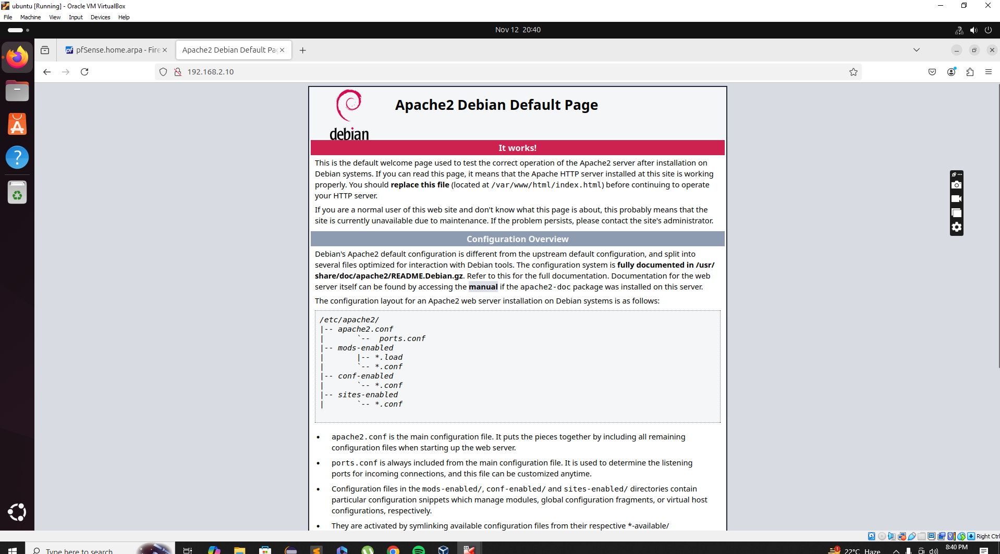 ubuntu [Running] - Oracle VM VirtualBox
File Machine View Input Devices Help
Nov 12 20:40
pfSense.home.arpa - Fire
Apache2 Debian Default Pa
192.168.2.10
debian
Apache2 Debian Default Page
It works!
This is the default welcome page used to test the correct operation of the Apache2 server after installation on
Debian systems. If you can read this page, it means that the Apache HTTP server installed at this site is working
properly. You should replace this file (located at /var/www/html/index.html) before continuing to operate
your HTTP server.
If you are a normal user of this web site and don't know what this page is about, this probably means that the
site is currently unavailable due to maintenance. If the problem persists, please contact the site's administrator.
Configuration Overview
Debian's Apache2 default configuration is different from the upstream default configuration, and split into
several files optimized for interaction with Debian tools. The configuration system is fully documented in /usr/
share/doc/apache2/README.Debian.gz. Refer to this for the full documentation. Documentation for the web
server itself can be found by accessing the manual if the apache2-doc package was installed on this server.
The configuration layout for an Apache2 web server installation on Debian systems is as follows:
/etc/apache2/
|-- apache2.conf
|       `--  ports.conf
|-- mods-enabled
|       |-- *.load
|       `-- *.conf
|-- conf-enabled
|       `-- *.conf
|-- sites-enabled
|       `-- *.conf
• apache2.conf is the main configuration file. It puts the pieces together by including all remaining
configuration files when starting up the web server.
• ports.conf is always included from the main configuration file. It is used to determine the listening
ports for incoming connections, and this file can be customized anytime.
• Configuration files in the mods-enabled/, conf-enabled/ and sites-enabled/ directories contain
particular configuration snippets which manage modules, global configuration fragments, or virtual host
configurations, respectively.
• They are activated by symlinking available configuration files from their respective *-available/
Right Ctrl
Type here to search
22°C Haze
8:40 PM